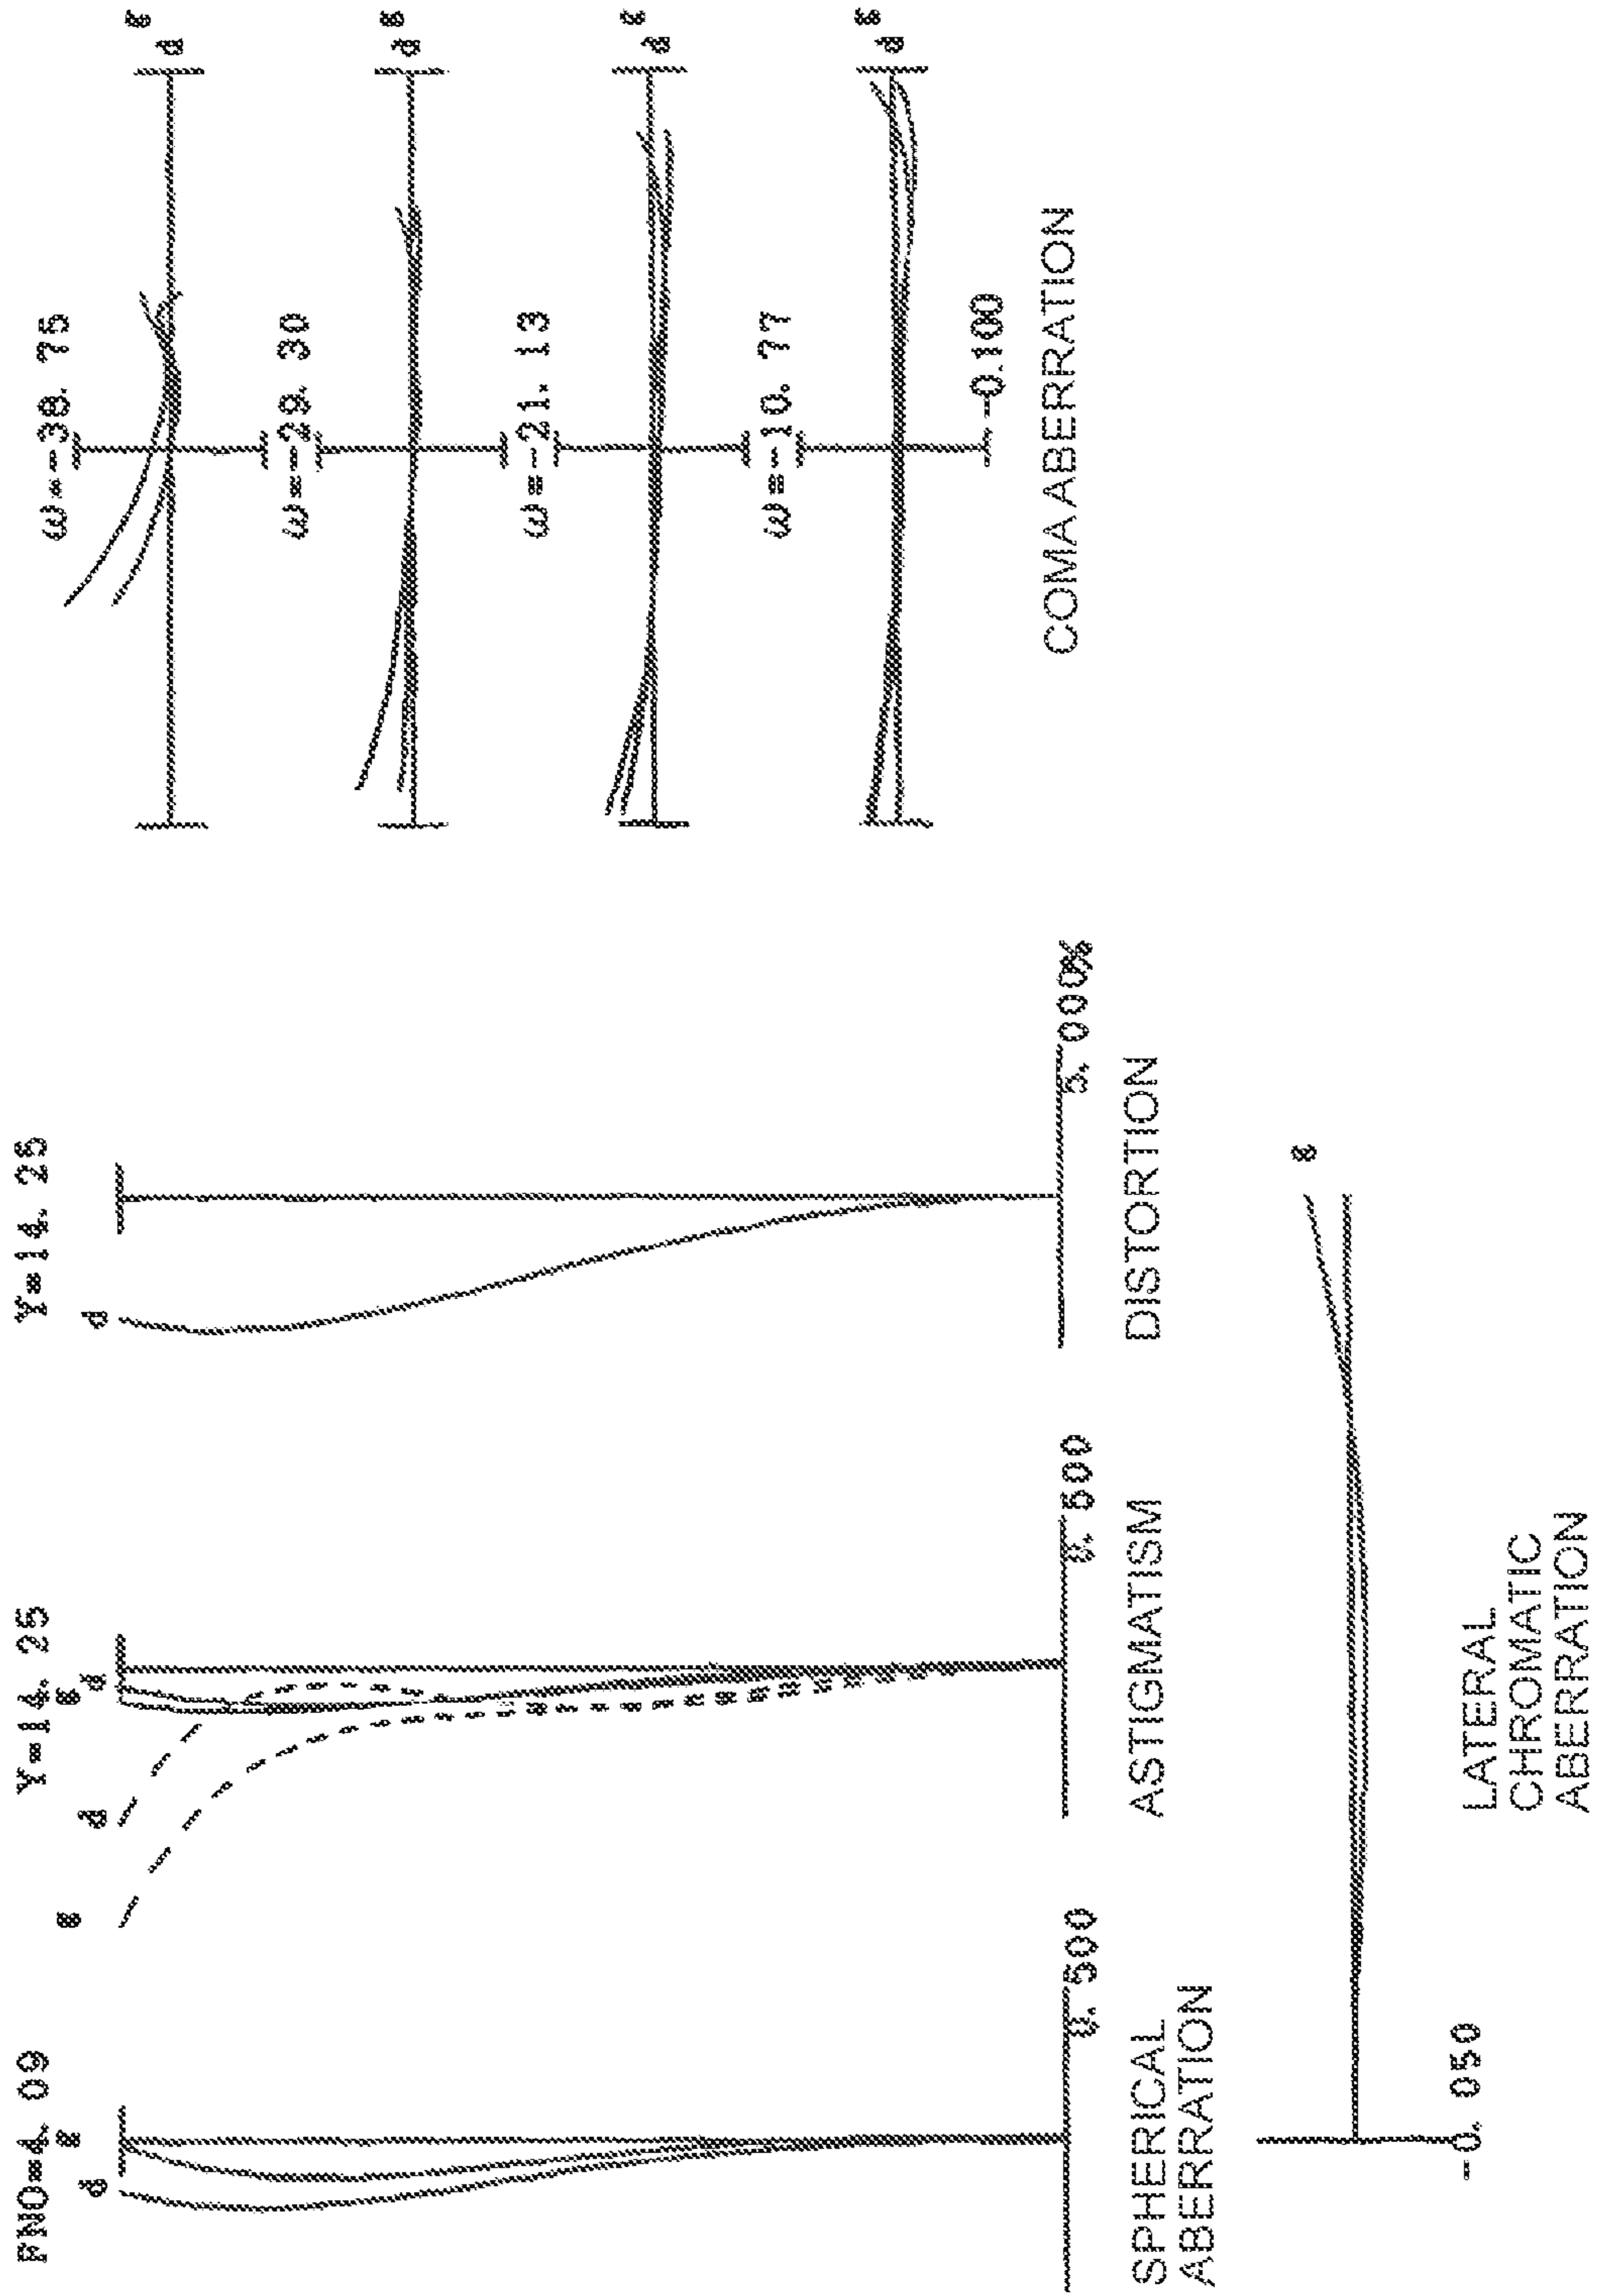 FNO=4. 09
g
d
0. 500
SPHERICAL
ABERRATION
Y=14. 25
g
d
g
d
0. 500
ASTIGMATISM
Y=14. 25
d
5. 000%
DISTORTION
ω=-38. 75
g
d
ω=-29. 30
g
d
ω=-21. 13
g
d
ω=-10. 77
g
d
-0.100
COMA ABERRATION
g
-0. 050
LATERAL
CHROMATIC
ABERRATION